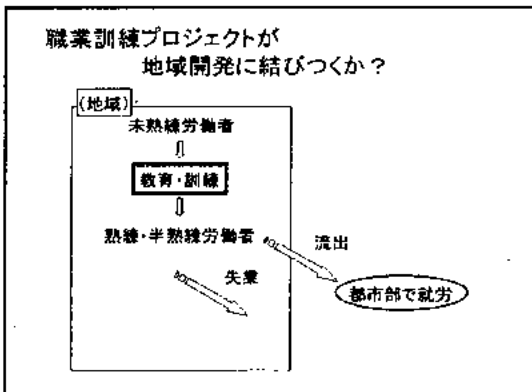 職業訓練プロジェクトが
地域開発に結びつくか？
(地域)
未熟練労働者
教育・訓練
熟練・半熟練労働者
流出
失業
都市部で就労